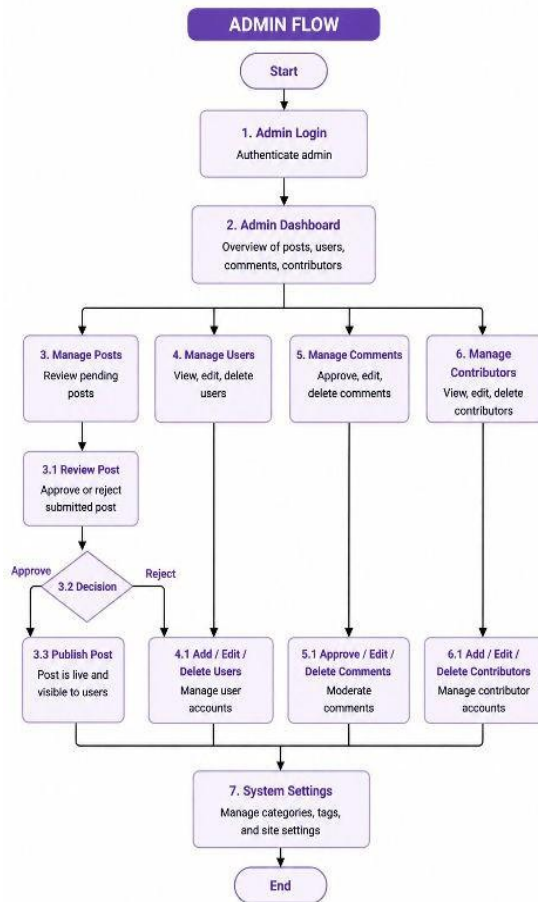 ADMIN FLOW
Start
1. Admin Login
Authenticate admin
2. Admin Dashboard
Overview of posts, users,
comments, contributors
3. Manage Posts
Review pending
posts
4. Manage Users
View, edit, delete
users
5. Manage Comments
Approve, edit,
delete comments
6. Manage
Contributors
View, edit, delete
contributors
3.1 Review Post
Approve or reject
submitted post
Approve
3.2 Decision
Reject
3.3 Publish Post
Post is live and
visible to users
4.1 Add / Edit /
Delete Users
Manage user
accounts
5.1 Approve / Edit /
Delete Comments
Moderate
comments
6.1 Add / Edit /
Delete Contributors
Manage contributor
accounts
7. System Settings
Manage categories, tags,
and site settings
End